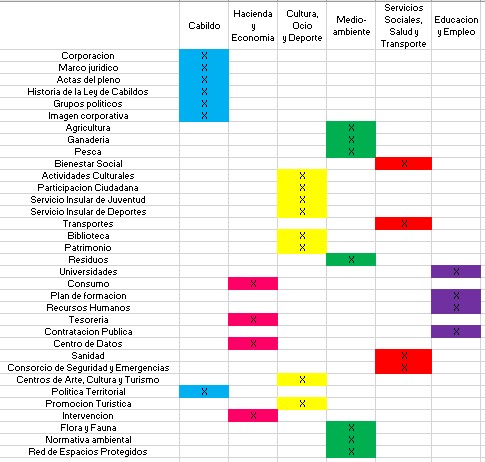 Cabildo
Hacienda
y
Economia
Cultura,
Ocio
y Deporte
Medio-
ambiente
Servicios
Sociales,
Salud y
Transporte
Educacion
y Empleo
Corporacion X
Marco juridico X
Actas del pleno X
Historia de la Ley de Cabildos X
Grupos politicos X
Imagen corporativa X
Agricultura X
Ganaderia X
Pesca X
Bienestar Social X
Actividades Culturales X
Participacion Ciudadana X
Servicio Insular de Juventud X
Servicio Insular de Deportes X
Transportes X
Biblioteca X
Patrimonio X
Residuos X
Universidades X
Consumo X
Plan de formacion X
Recursos Humanos X
Tesoreria X
Contratacion Publica X
Centro de Datos X
Sanidad X
Consorcio de Seguridad y Emergencias X
Centros de Arte, Cultura y Turismo X
Politica Territorial X
Promocion Turistica X
Intervencion X
Flora y Fauna X
Normativa ambiental X
Red de Espacios Protegidos X